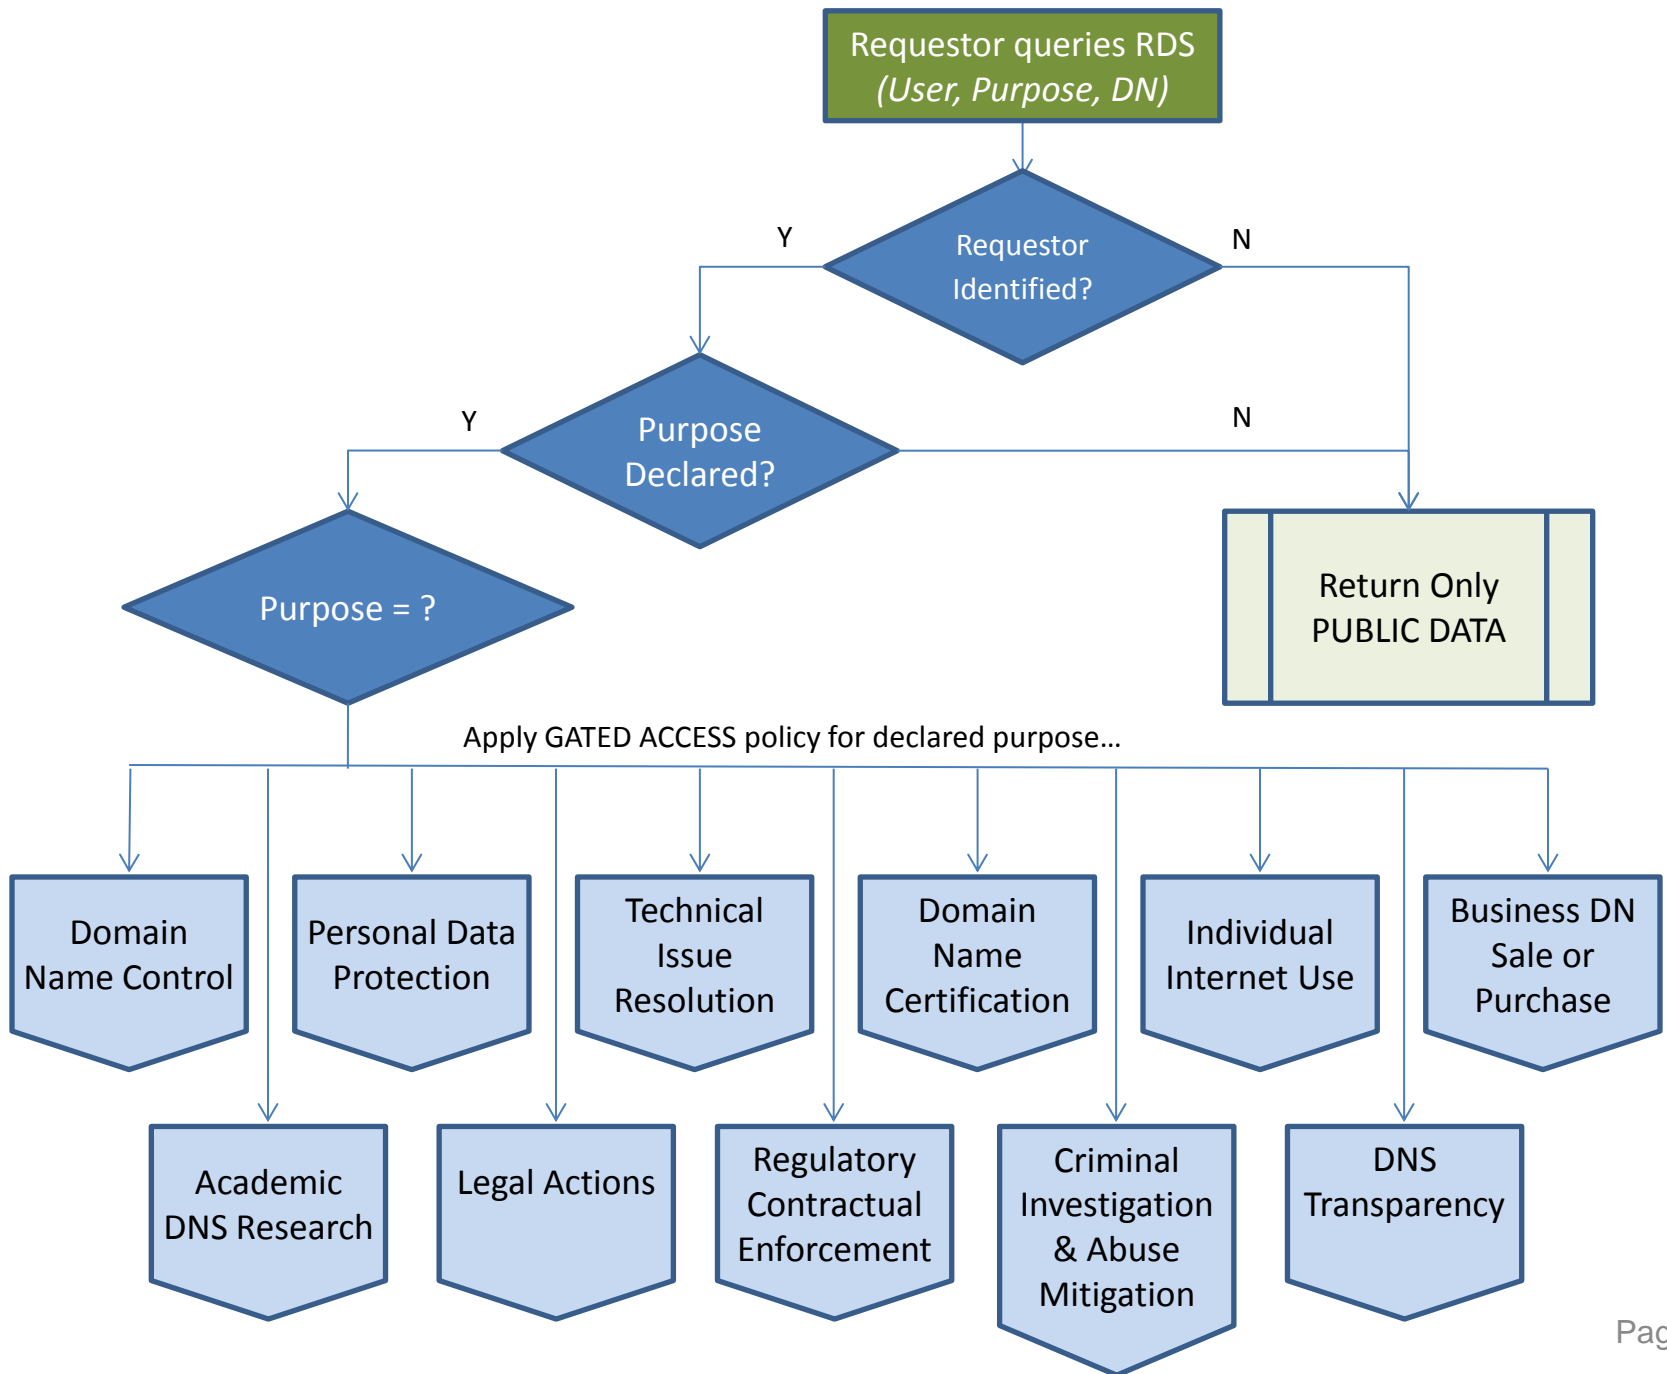 Requestor queries RDS
(User, Purpose, DN)
Y
Requestor
Identified?
N
Y
Purpose
Declared?
N
Purpose = ?
Return Only
PUBLIC DATA
Apply GATED ACCESS policy for declared purpose…
Domain
Name Control
Personal Data
Protection
Technical
Issue
Resolution
Domain
Name
Certification
Individual
Internet Use
Business DN
Sale or
Purchase
Academic
DNS Research
Legal Actions
Regulatory
Contractual
Enforcement
Criminal
Investigation
& Abuse
Mitigation
DNS
Transparency
Pag